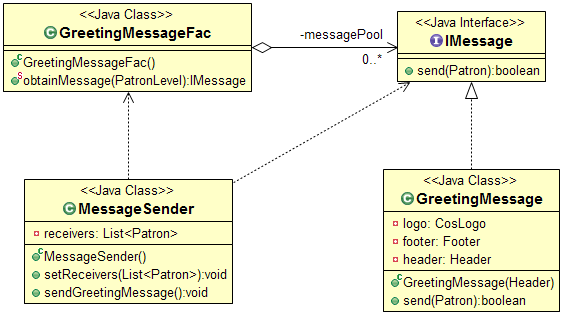 <<Java Class>>
GreetingMessageFac
GreetingMessageFac()
obtainMessage(PatronLevel):IMessage
-messagePool
0..*
<<Java Interface>>
IMessage
send(Patron):boolean
<<Java Class>>
MessageSender
receivers: List<Patron>
MessageSender()
setReceivers(List<Patron>):void
sendGreetingMessage():void
<<Java Class>>
GreetingMessage
logo: CosLogo
footer: Footer
header: Header
GreetingMessage(Header)
send(Patron):boolean